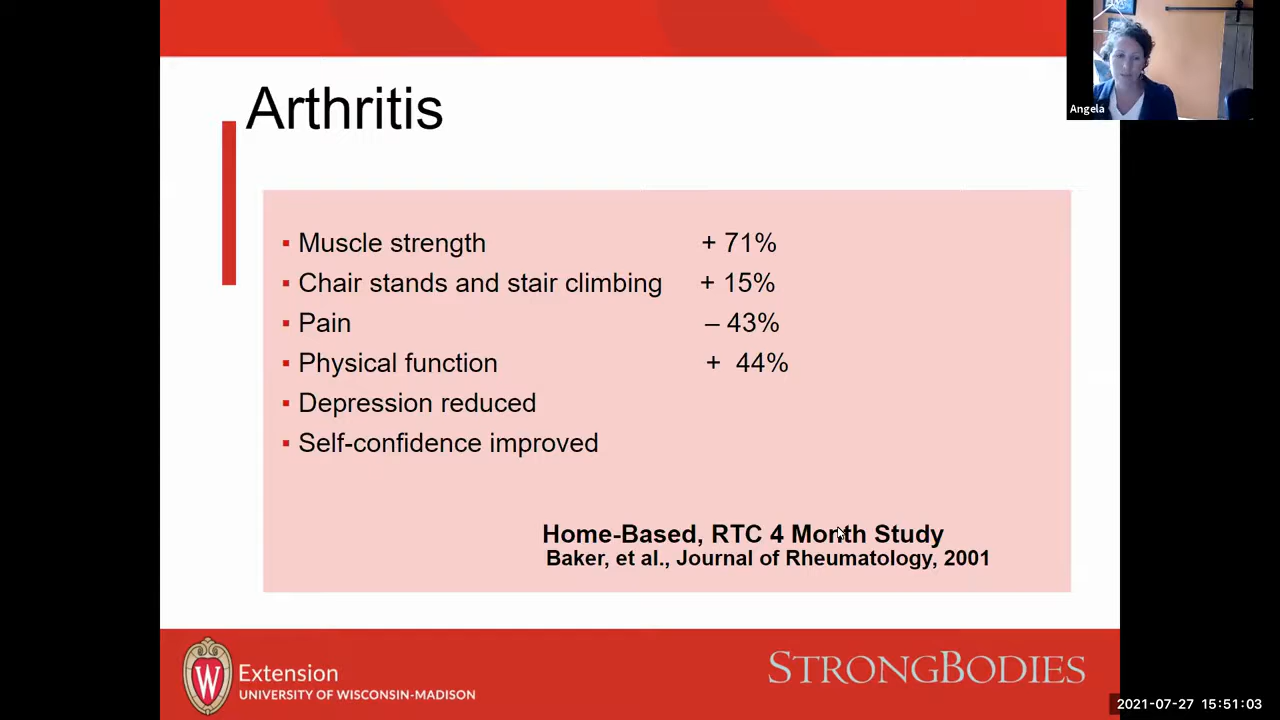 Arthritis
Angela
▪ Muscle strength + 71%
▪ Chair stands and stair climbing + 15%
▪ Pain – 43%
▪ Physical function + 44%
▪ Depression reduced
▪ Self-confidence improved
Home-Based, RTC 4 Month Study
Baker, et al., Journal of Rheumatology, 2001
W
Extension
UNIVERSITY OF WISCONSIN-MADISON
STRONGBODIES
2021-07-27 15:51:03